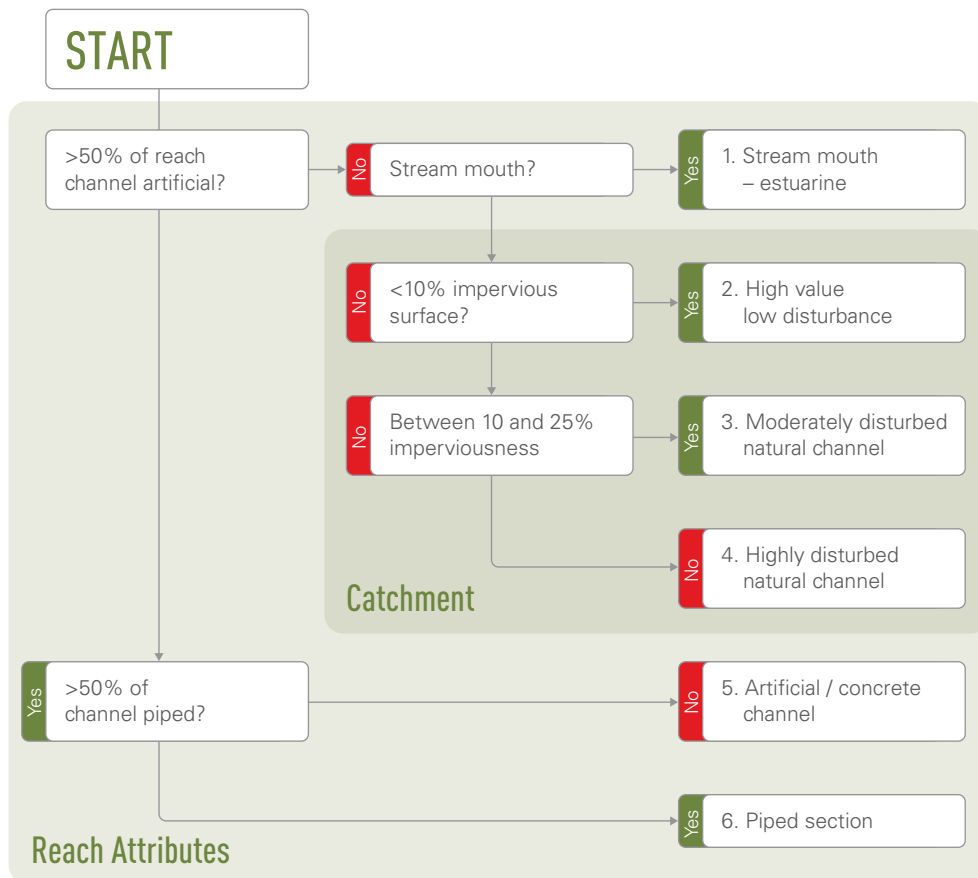 START
>50% of reach
channel artificial?
No
Stream mouth?
Yes
1. Stream mouth
– estuarine
No
<10% impervious
surface?
Yes
2. High value
low disturbance
No
Between 10 and 25%
imperviousness
Yes
3. Moderately disturbed
natural channel
No
4. Highly disturbed
natural channel
Catchment
Yes
>50% of
channel piped?
No
5. Artificial / concrete
channel
Yes
6. Piped section
Reach Attributes